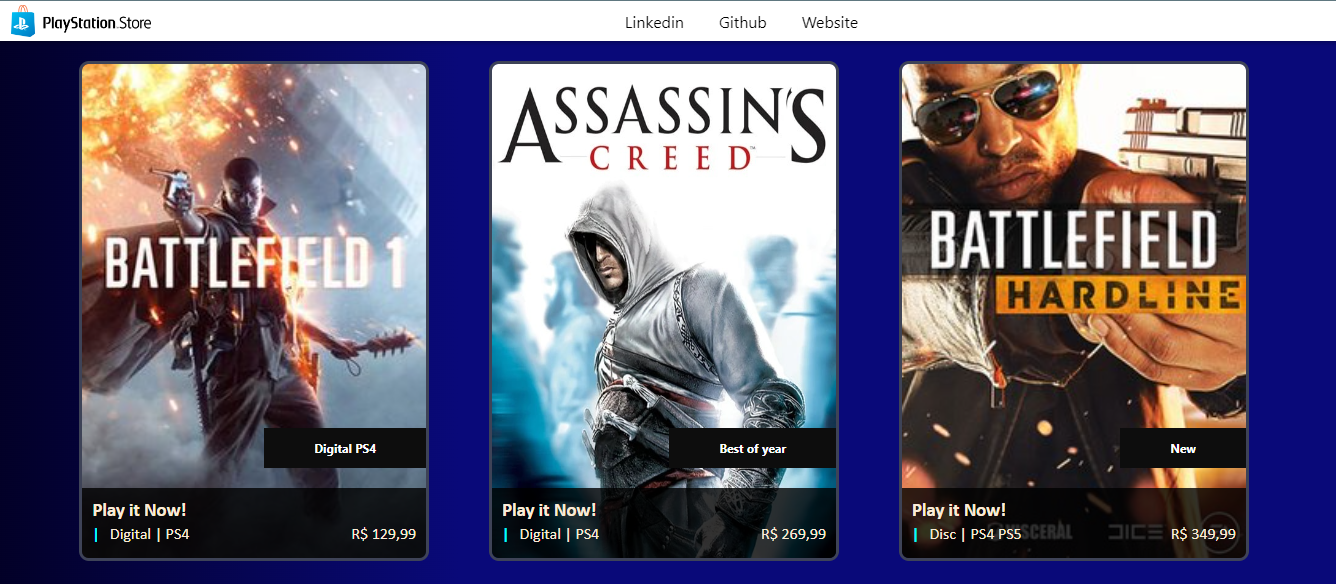 PlayStation.Store
Linkedin Github Website
BATTLEFIELD 1
Digital PS4
Play it Now!
| Digital | PS4 R$ 129,99
ASSASSIN'S
CREED™
Best of year
Play it Now!
| Digital | PS4 R$ 269,99
BATTLEFIELD
HARDLINE
New
Play it Now!
VISCERAL DICE
| Disc | PS4 PS5 R$ 349,99